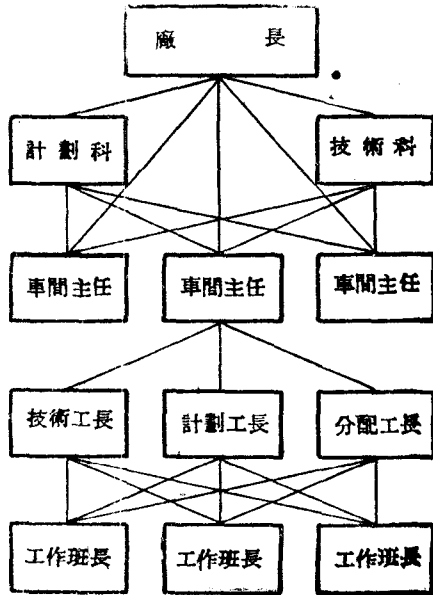 廠 長
計劃科 技術科
車間主任 車間主任 車間主任
技術工長 計劃工長 分配工長
工作班長 工作班長 工作班長